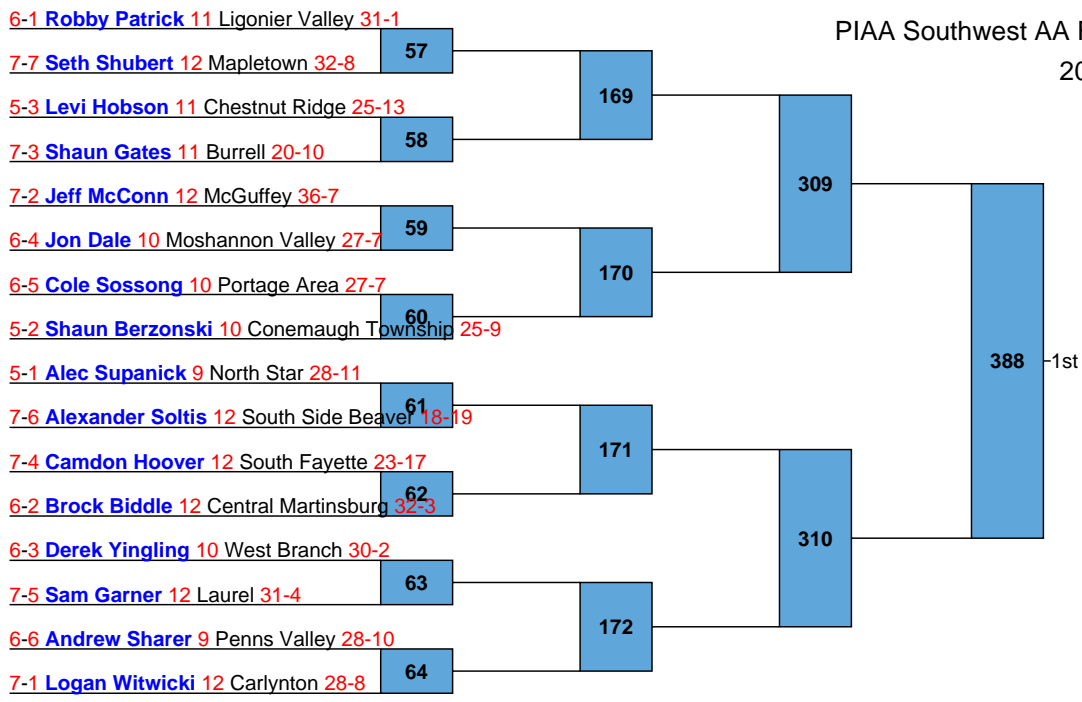 6-1 Robby Patrick 11 Ligonier Valley 31-1
PIAA Southwest AA
57
7-7 Seth Shubert 12 Mapletown 32-8
169
5-3 Levi Hobson 11 Chestnut Ridge 25-13
58
7-3 Shaun Gates 11 Burrell 20-10
309
7-2 Jeff McConn 12 McGuffey 36-7
59
6-4 Jon Dale 10 Moshannon Valley 27-7
170
6-5 Cole Sossong 10 Portage Area 27-7
60
5-2 Shaun Berzonski 10 Conemaugh Township 25-9
388
1st
5-1 Alec Supanick 9 North Star 28-11
61
7-6 Alexander Soltis 12 South Side Beaver 18-19
171
7-4 Camdon Hoover 12 South Fayette 23-17
62
6-2 Brock Biddle 12 Central Martinsburg 32-3
310
6-3 Derek Yingling 10 West Branch 30-2
63
7-5 Sam Garner 12 Laurel 31-4
172
6-6 Andrew Sharer 9 Penns Valley 28-10
64
7-1 Logan Witwicki 12 Carlynton 28-8